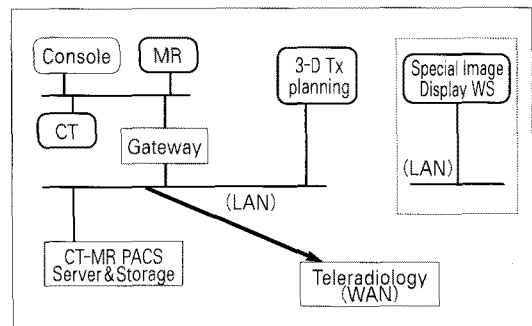 Console
MR
3-D Tx
planning
Special Image
Display WS
CT
Gateway
(LAN)
(LAN)
CT-MR PACS
Server&Storage
Teleradiology
(WAN)